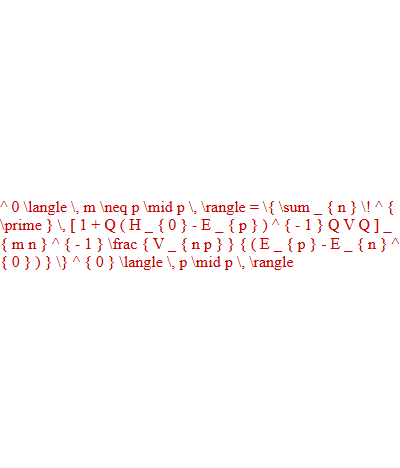 ^ 0 \langle \, m \neq p \mid p \, \rangle = \{ \sum _ { n } \! ^ {
\prime } \, [ 1 + Q ( H _ { 0 } - E _ { p } ) ^ { - 1 } Q V Q ] _
{ m n } ^ { - 1 } \frac { V _ { n p } } { ( E _ { p } - E _ { n } ^
{ 0 } ) } \} ^ { 0 } \langle \, p \mid p \, \rangle